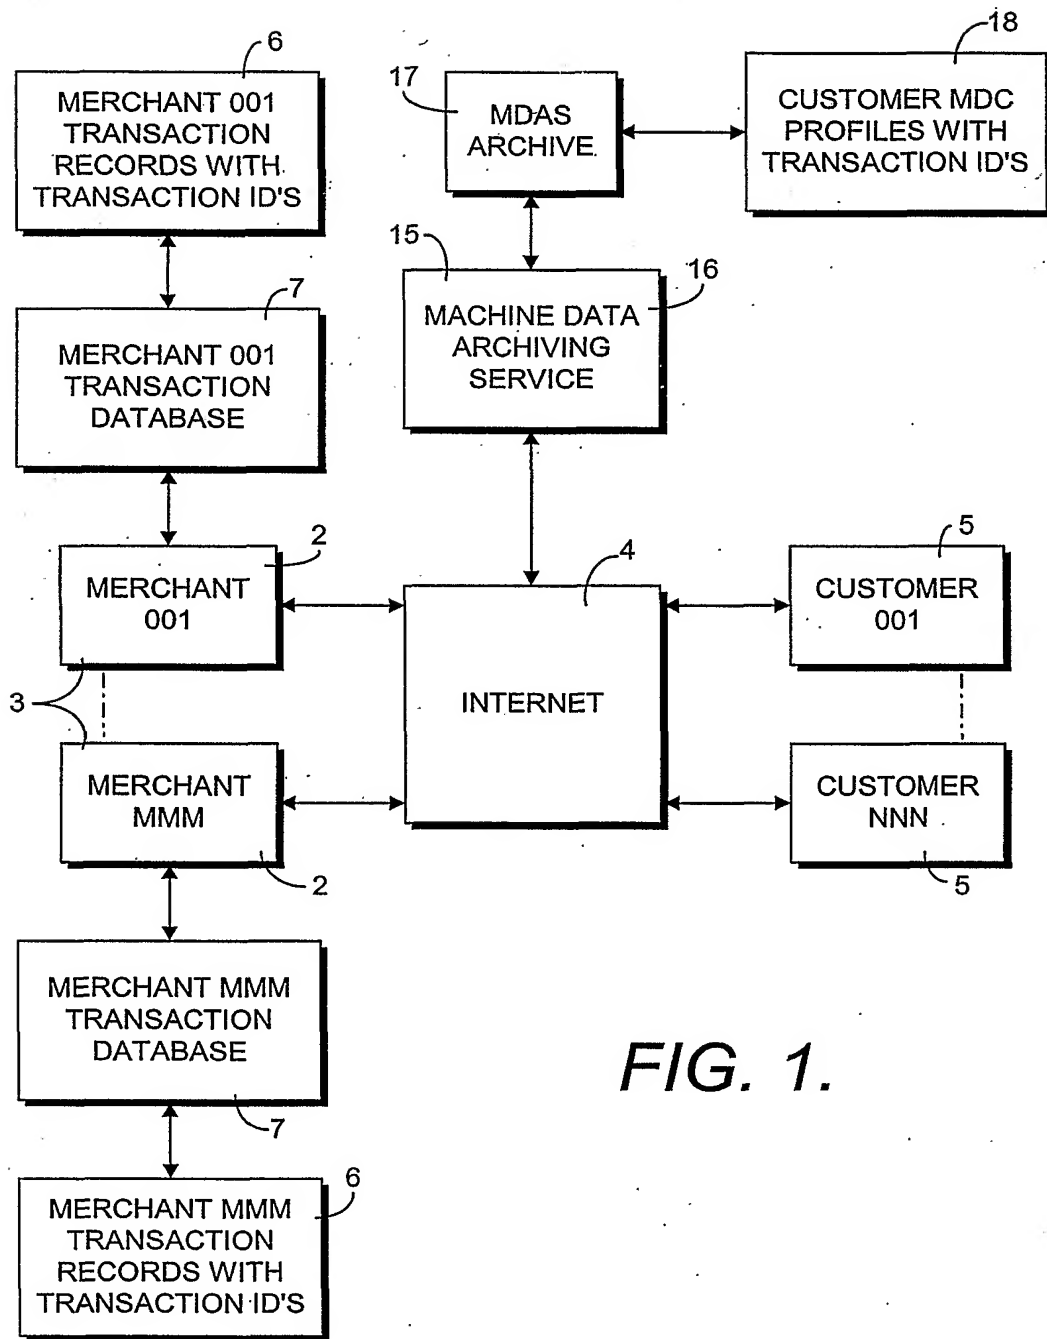 6
MERCHANT 001
TRANSACTION
RECORDS WITH
TRANSACTION ID'S
17
MDAS
ARCHIVE
18
CUSTOMER MDC
PROFILES WITH
TRANSACTION ID'S
7
MERCHANT 001
TRANSACTION
DATABASE
15
16
MACHINE DATA
ARCHIVING
SERVICE
2
MERCHANT
001
4
INTERNET
5
CUSTOMER
001
3
MERCHANT
MMM
2
CUSTOMER
NNN
5
MERCHANT MMM
TRANSACTION
DATABASE
7
6
MERCHANT MMM
TRANSACTION
RECORDS WITH
TRANSACTION ID'S
FIG. 1.